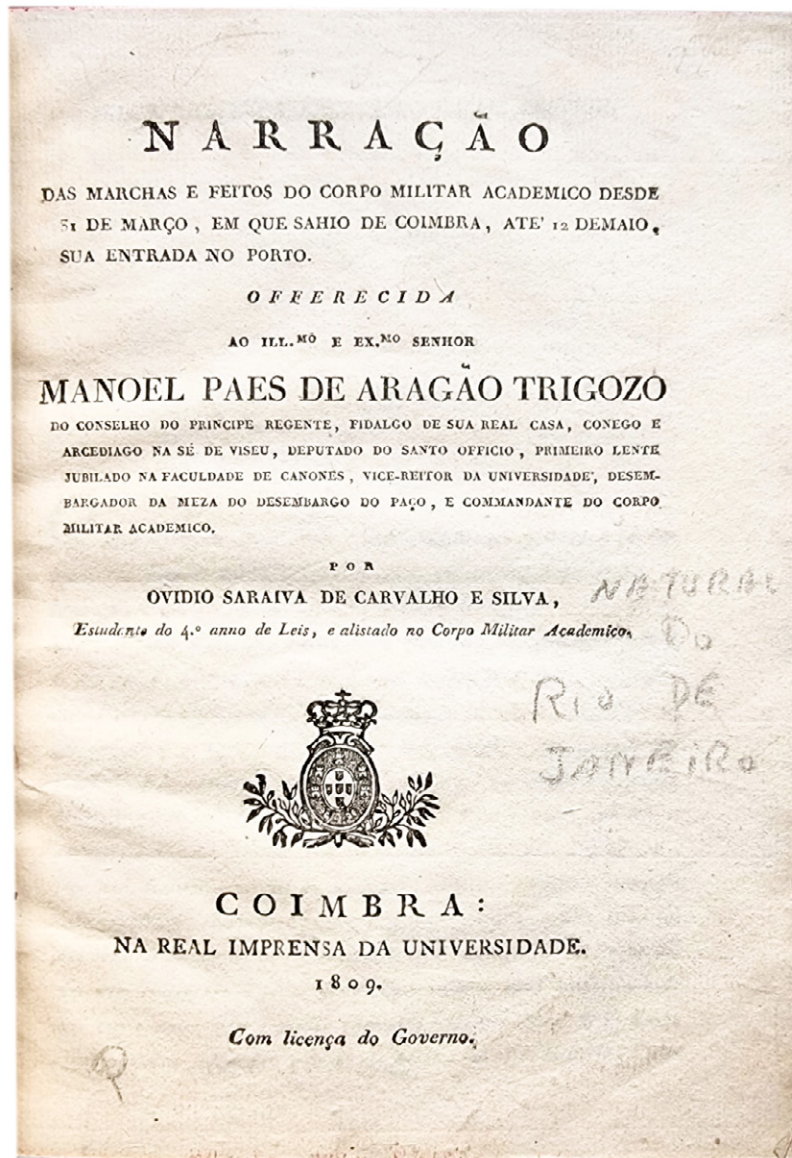 NARRAÇÃO
DAS MARCHAS E FEITOS DO CORPO MILITAR ACADEMICO DESDE
31 DE MARÇO, EM QUE SAHIO DE COIMBRA, ATE' 12 DEMAIO,
SUA ENTRADA NO PORTO.
OFFERECIDA
AO ILL.MO E EX.MO SENHOR
MANOEL PAES DE ARAGÃO TRIGOZO
DO CONSELHO DO PRINCIPE REGENTE, FIDALGO DE SUA REAL CASA, CONEGO E
ARCEDIAGO NA SÉ DE VISEU, DEPUTADO DO SANTO OFFICIO, PRIMEIRO LENTE
JUBILADO NA FACULDADE DE CANONES, VICE-REITOR DA UNIVERSIDADE, DESEM-
BARGADOR DA MEZA DO DESEMBARGO DO PAÇO, E COMMANDANTE DO CORPO
MILITAR ACADEMICO.
POR
OVIDIO SARAIVA DE CARVALHO E SILVA,
Estudante do 4.º anno de Leis, e alistado no Corpo Militar Academico.
NATURAL
DO
RIO DE
JANEIRO
COIMBRA:
NA REAL IMPRENSA DA UNIVERSIDADE.
1809.
Com licença do Governo.